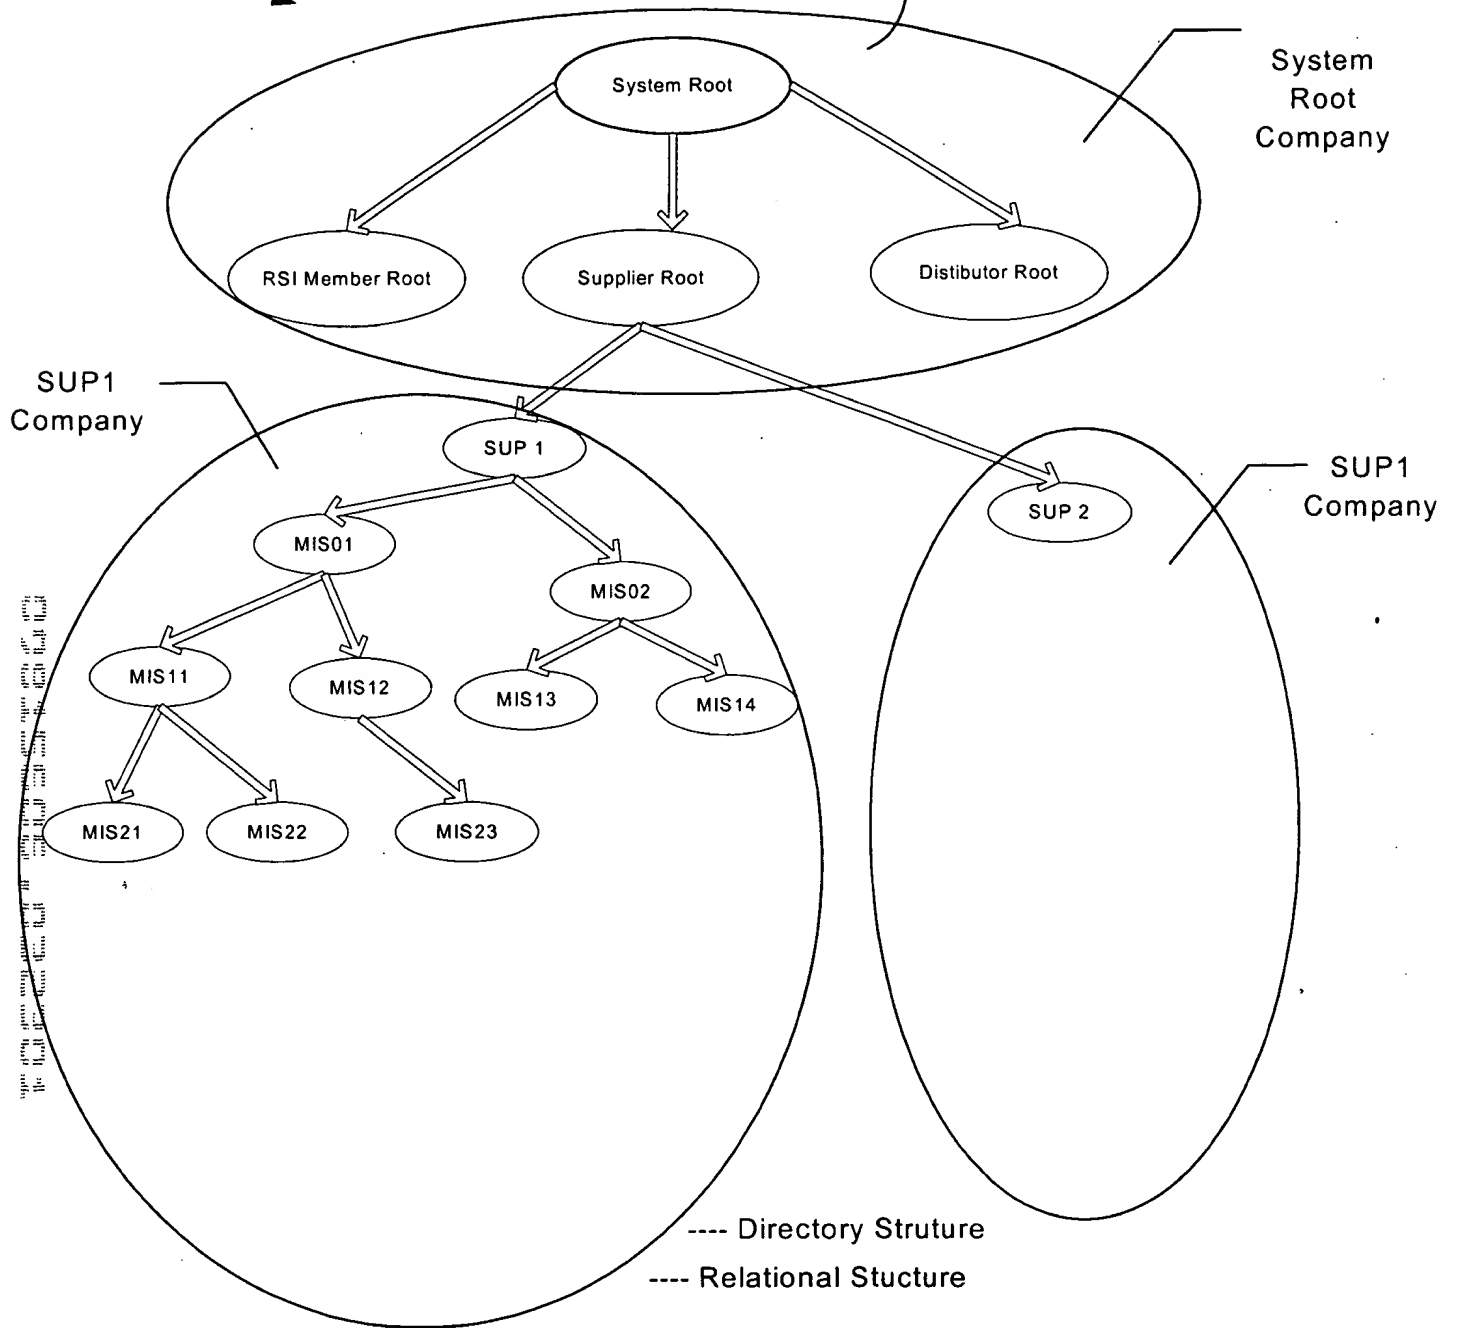 System Root
System
Root
Company
RSI Member Root
Supplier Root
Distibutor Root
SUP1
Company
SUP 1
SUP1
Company
SUP 2
MIS01
MIS02
MIS11
MIS12
MIS13
MIS14
MIS21
MIS22
MIS23
---- Directory Struture
---- Relational Stucture